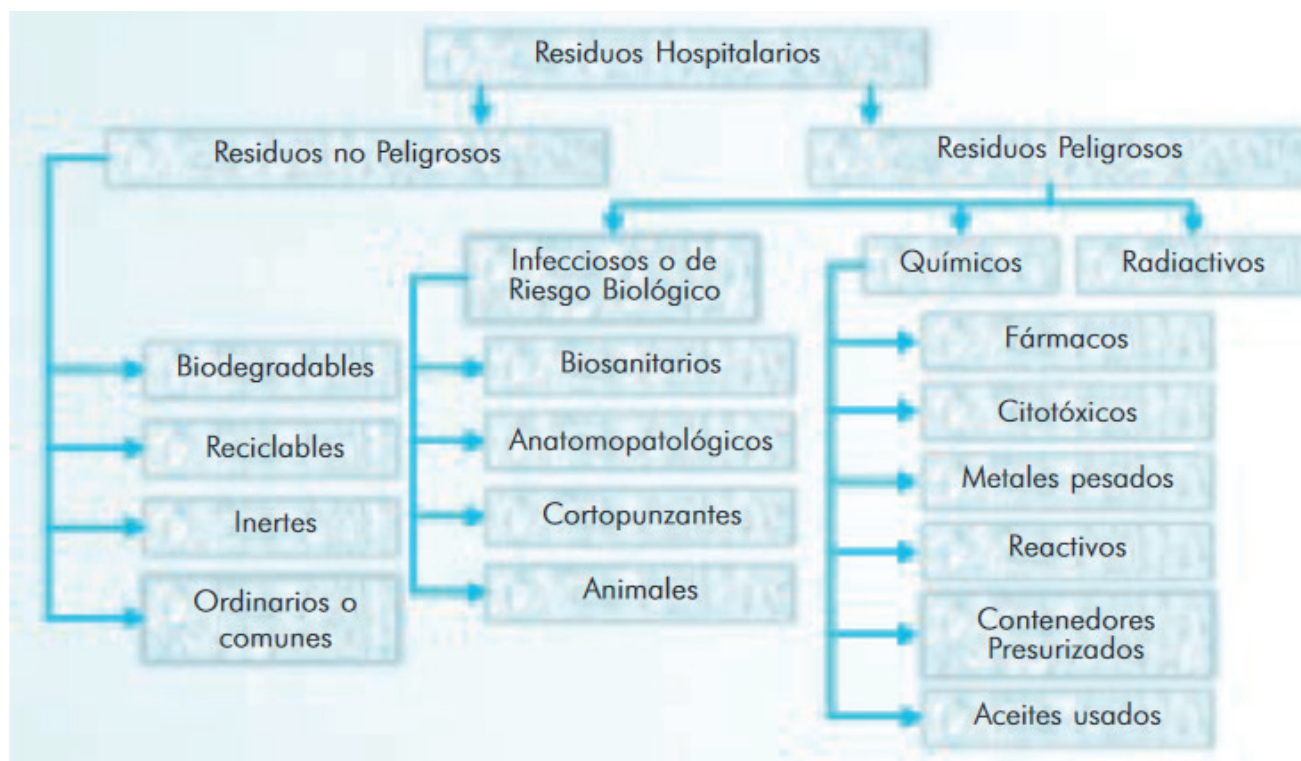 Residuos Hospitalarios
Residuos no Peligrosos
Residuos Peligrosos
Infecciosos o de
Riesgo Biológico
Químicos
Radiactivos
Biodegradables
Reciclables
Inertes
Ordinarios o
comunes
Biosanitarios
Anatomopatológicos
Cortopunzantes
Animales
Fármacos
Citotóxicos
Metales pesados
Reactivos
Contenedores
Presurizados
Aceites usados